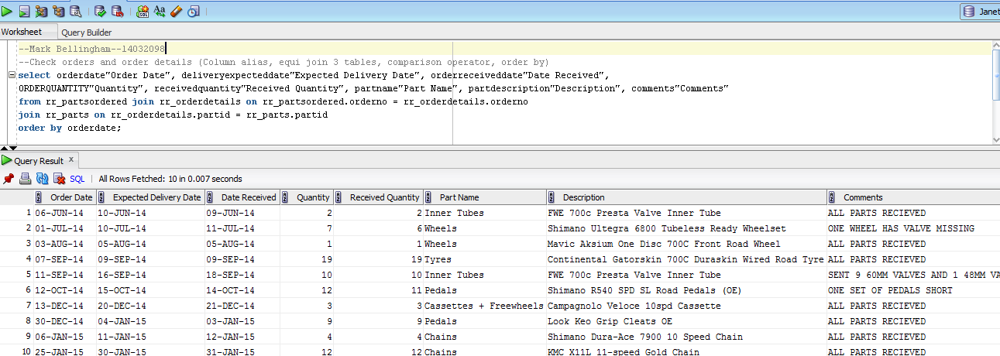 Janet
Worksheet Query Builder
--Mark Bellingham--14032098
--Check orders and order details (Column alias, equi join 3 tables, comparison operator, order by)
select orderdate"Order Date", deliveryexpecteddate"Expected Delivery Date", orderreceiveddate"Date Received",
ORDERQUANTITY"Quantity", receivedquantity"Received Quantity", partname"Part Name", partdescription"Description", comments"Comments"
from rr_partsordered join rr_orderdetails on rr_partsordered.orderno = rr_orderdetails.orderno
join rr_parts on rr_orderdetails.partid = rr_parts.partid
order by orderdate;
Query Result x
SQL | All Rows Fetched: 10 in 0.007 seconds
Order Date Expected Delivery Date Date Received Quantity Received Quantity Part Name Description Comments
1 06-JUN-14 10-JUN-14 09-JUN-14 2 2 Inner Tubes FWE 700c Presta Valve Inner Tube ALL PARTS RECIEVED
2 01-JUL-14 10-JUL-14 11-JUL-14 7 6 Wheels Shimano Ultegra 6800 Tubeless Ready Wheelset ONE WHEEL HAS VALVE MISSING
3 03-AUG-14 05-AUG-14 05-AUG-14 1 1 Wheels Mavic Aksium One Disc 700C Front Road Wheel ALL PARTS RECIEVED
4 07-SEP-14 09-SEP-14 09-SEP-14 19 19 Tyres Continental Gatorskin 700C Duraskin Wired Road Tyre ALL PARTS RECIEVED
5 11-SEP-14 16-SEP-14 18-SEP-14 10 10 Inner Tubes FWE 700c Presta Valve Inner Tube SENT 9 60MM VALVES AND 1 48MM VA
6 12-OCT-14 15-OCT-14 14-OCT-14 12 11 Pedals Shimano R540 SPD SL Road Pedals (OE) ONE SET OF PEDALS SHORT
7 13-DEC-14 20-DEC-14 21-DEC-14 3 3 Cassettes + Freewheels Campagnolo Veloce 10spd Cassette ALL PARTS RECIEVED
8 30-DEC-14 04-JAN-15 03-JAN-15 9 9 Pedals Look Keo Grip Cleats OE ALL PARTS RECIEVED
9 06-JAN-15 11-JAN-15 12-JAN-15 4 4 Chains Shimano Dura-Ace 7900 10 Speed Chain ALL PARTS RECIEVED
10 25-JAN-15 30-JAN-15 31-JAN-15 12 12 Chains KMC X11L 11-speed Gold Chain ALL PARTS RECIEVED